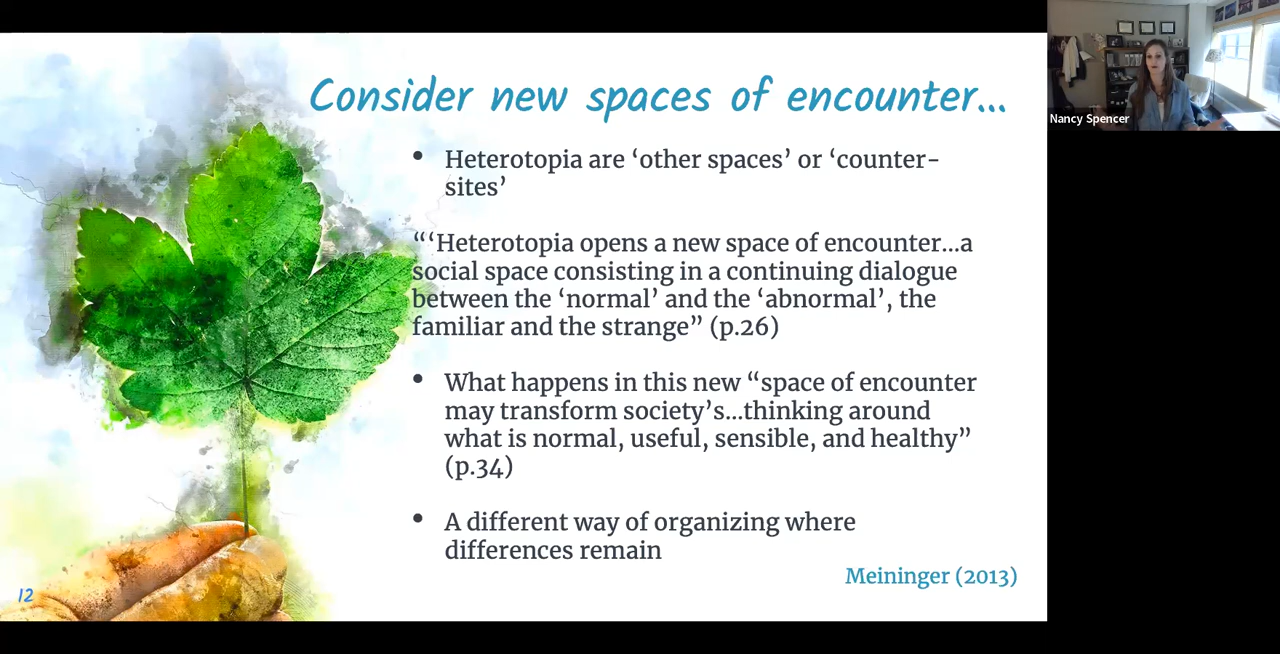 Consider new spaces of encounter...
• Heterotopia are ‘other spaces’ or ‘counter-
sites’
“‘Heterotopia opens a new space of encounter...a
social space consisting in a continuing dialogue
between the ‘normal’ and the ‘abnormal’, the
familiar and the strange” (p.26)
• What happens in this new “space of encounter
may transform society’s...thinking around
what is normal, useful, sensible, and healthy”
(p.34)
• A different way of organizing where
differences remain
Meininger (2013)
12
Nancy Spencer